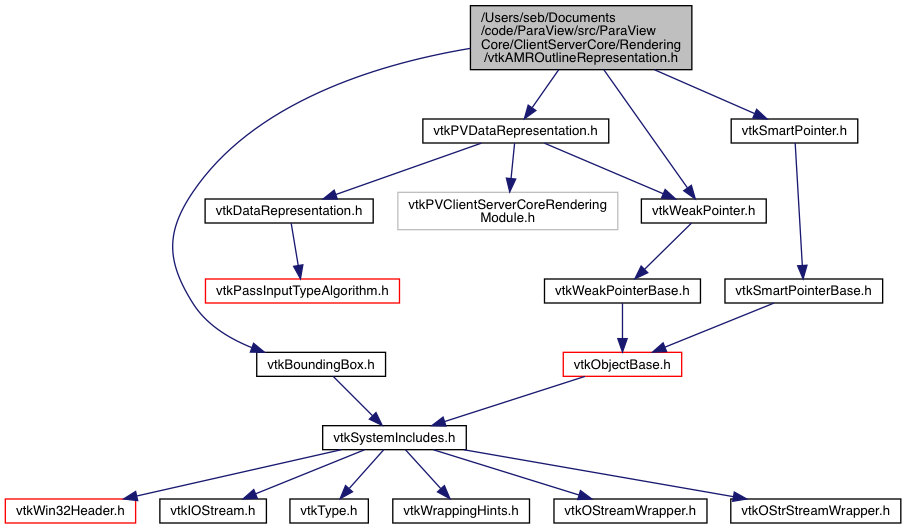 /Users/seb/Documents
/code/ParaView/src/ParaView
Core/ClientServerCore/Rendering
/vtkAMROutlineRepresentation.h
vtkPVDataRepresentation.h
vtkSmartPointer.h
vtkDataRepresentation.h
vtkPVClientServerCoreRendering
Module.h
vtkWeakPointer.h
vtkPassInputTypeAlgorithm.h
vtkWeakPointerBase.h
vtkSmartPointerBase.h
vtkBoundingBox.h
vtkObjectBase.h
vtkSystemIncludes.h
vtkWin32Header.h
vtkIOStream.h
vtkType.h
vtkWrappingHints.h
vtkOStreamWrapper.h
vtkOStrStreamWrapper.h